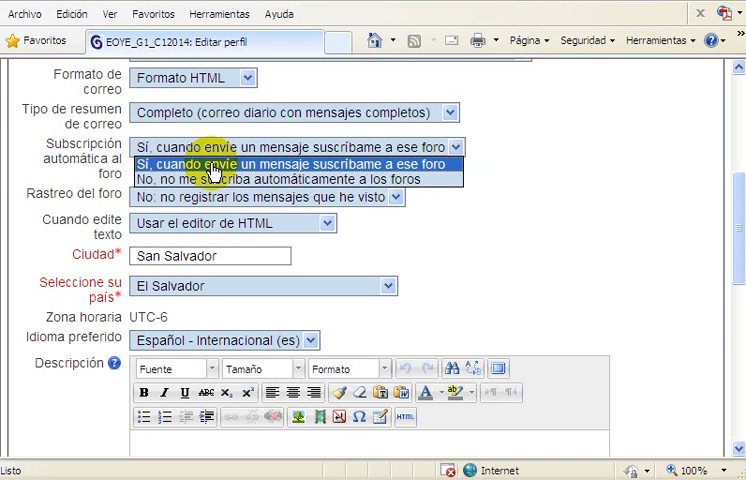 Archivo Edición Ver Favoritos Herramientas Ayuda
Favoritos EOYE_G1_C12014: Editar perfil Página Seguridad Herramientas »
Formato de correo Formato HTML
Tipo de resumen de correo Completo (correo diario con mensajes completos)
Subscripción automática al foro Sí, cuando envíe un mensaje suscríbame a ese foro
Sí, cuando envíe un mensaje suscríbame a ese foro
No, no me suscriba automáticamente a los foros
Rastreo del foro No: no registrar los mensajes que he visto
Cuando edite texto Usar el editor de HTML
Ciudad* San Salvador
Seleccione su país* El Salvador
Zona horaria UTC-6
Idioma preferido Español - Internacional (es)
Descripción Fuente Tamaño Formato
B I U ABC X₂ X²
HTML
Listo Internet 100%